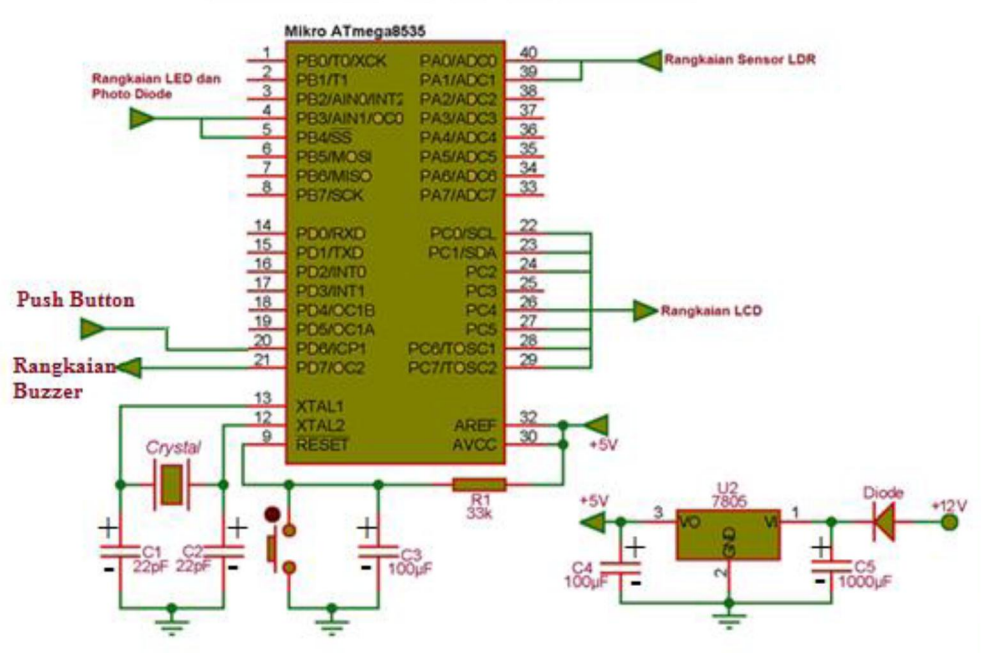 Mikro ATmega8535
1 PB0/T0/XCK PA0/ADC0 40
2 PB1/T1 PA1/ADC1 39
3 PB2/AIN0/INT2 PA2/ADC2 38
4 PB3/AIN1/OC0 PA3/ADC3 37
5 PB4/SS PA4/ADC4 36
6 PB5/MOSI PA5/ADC5 35
7 PB6/MISO PA6/ADC6 34
8 PB7/SCK PA7/ADC7 33
14 PD0/RXD PC0/SCL 22
15 PD1/TXD PC1/SDA 23
16 PD2/INT0 PC2 24
17 PD3/INT1 PC3 25
18 PD4/OC1B PC4 26
19 PD5/OC1A PC5 27
20 PD6/ICP1 PC6/TOSC1 28
21 PD7/OC2 PC7/TOSC2 29
13 XTAL1
12 XTAL2 AREF 32
9 RESET AVCC 30
Rangkaian LED dan
Photo Diode
Rangkaian Sensor LDR
Push Button
Rangkaian
Buzzer
Rangkaian LCD
+5V
Crystal
R1
33k
+
C1
22pF
-
+
C2
22pF
-
+
C3
100µF
-
+5V
U2
7805
Diode
+12V
3 VO VI 1
GND
2
+
C4
100µF
-
+
C5
1000µF
-